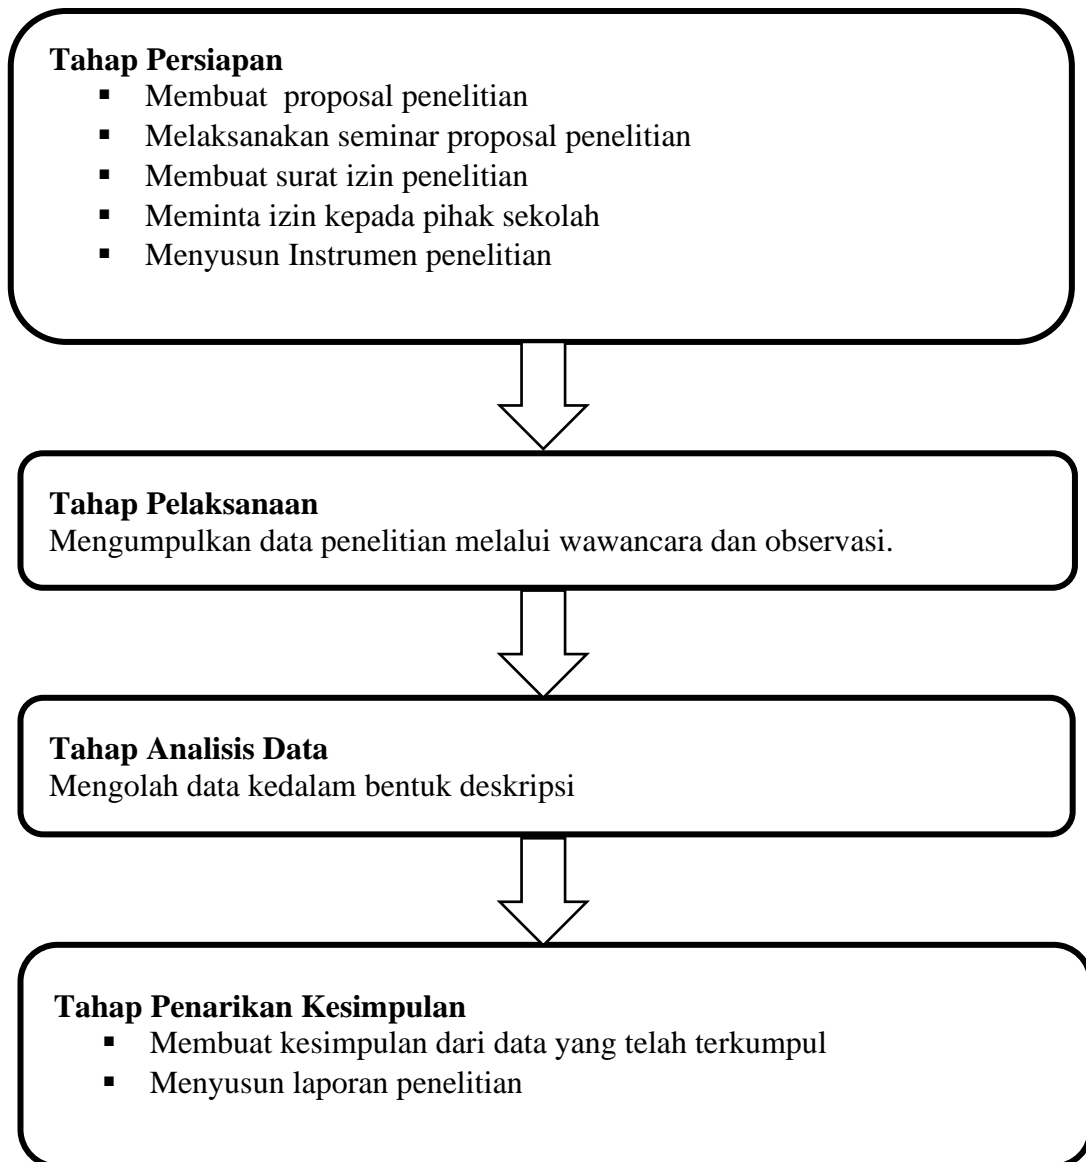 Tahap Persiapan
▪ Membuat proposal penelitian
▪ Melaksanakan seminar proposal penelitian
▪ Membuat surat izin penelitian
▪ Meminta izin kepada pihak sekolah
▪ Menyusun Instrumen penelitian
Tahap Pelaksanaan
Mengumpulkan data penelitian melalui wawancara dan observasi.
Tahap Analisis Data
Mengolah data kedalam bentuk deskripsi
Tahap Penarikan Kesimpulan
▪ Membuat kesimpulan dari data yang telah terkumpul
▪ Menyusun laporan penelitian